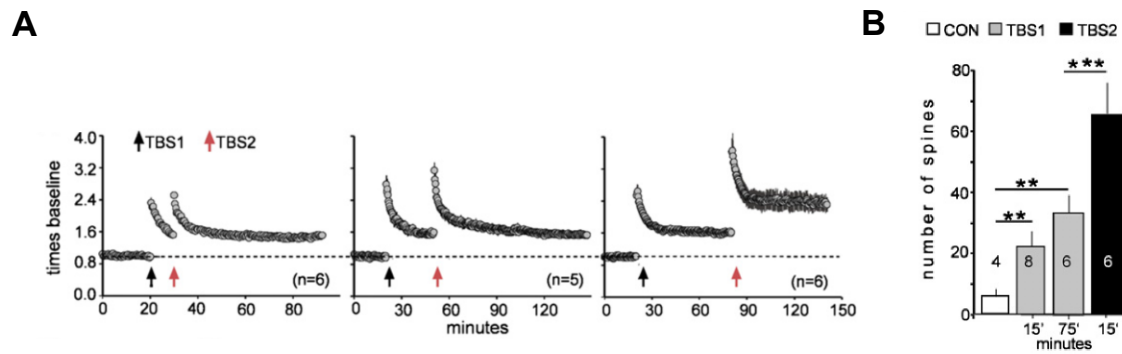 A
B
CON TBS1 TBS2
TBS1 TBS2
times baseline
4.0
3.2
2.4
1.6
0.8
0.0
(n=6)
(n=5)
(n=6)
0 20 40 60 80
0 30 60 90 120
0 30 60 90 120 150
minutes
number of spines
80
60
40
20
0
***
**
**
4 8 6 6
15' 75' 15'
minutes